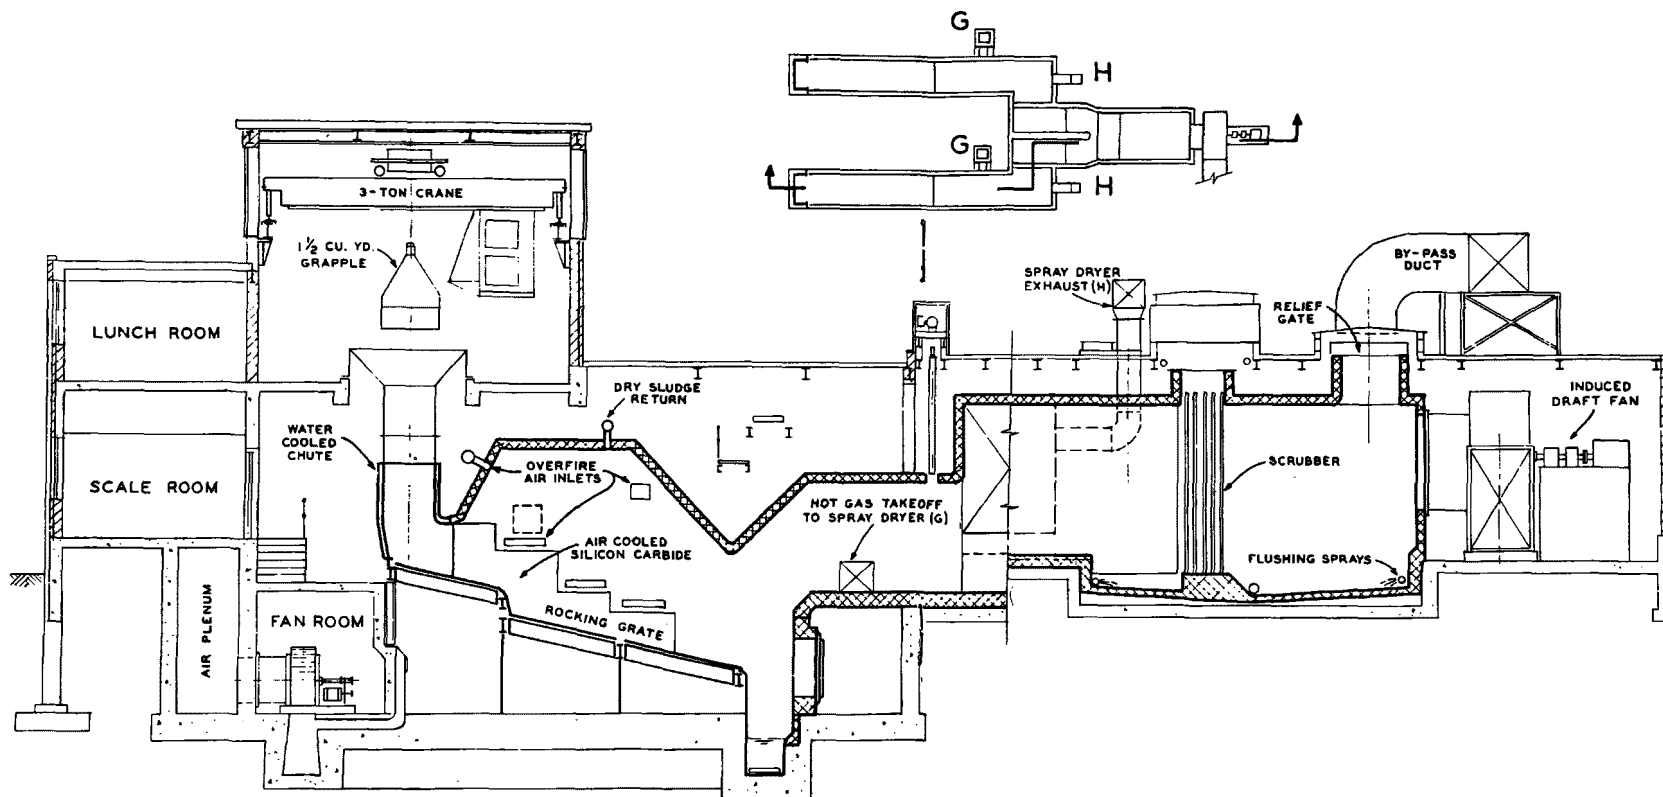 G
H
G
H
3-TON CRANE
1 1/2 CU. YD.
GRAPPLE
SPRAY DRYER
EXHAUST (H)
BY-PASS
DUCT
RELIEF
GATE
LUNCH ROOM
DRY SLUDGE
RETURN
INDUCED
DRAFT FAN
WATER
COOLED
CHUTE
OVERFIRE
AIR INLETS
SCRUBBER
SCALE ROOM
HOT GAS TAKEOFF
TO SPRAY DRYER (G)
AIR COOLED
SILICON CARBIDE
FLUSHING SPRAYS
ROCKING GRATE
FAN ROOM
AIR PLENUM